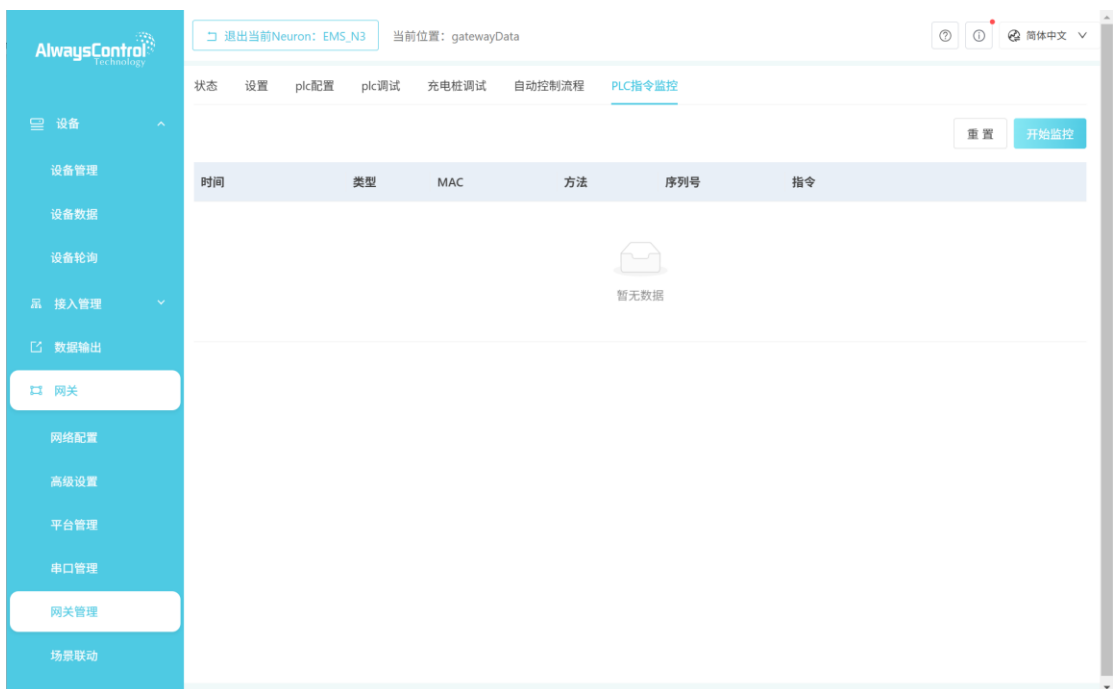 AlwaysControl
Technology
退出当前Neuron：EMS_N3
当前位置：gatewayData
简体中文
状态
设置
plc配置
plc调试
充电桩调试
自动控制流程
PLC指令监控
重 置
开始监控
时间
类型
MAC
方法
序列号
指令
暂无数据
设备
设备管理
设备数据
设备轮询
接入管理
数据输出
网关
网络配置
高级设置
平台管理
串口管理
网关管理
场景联动